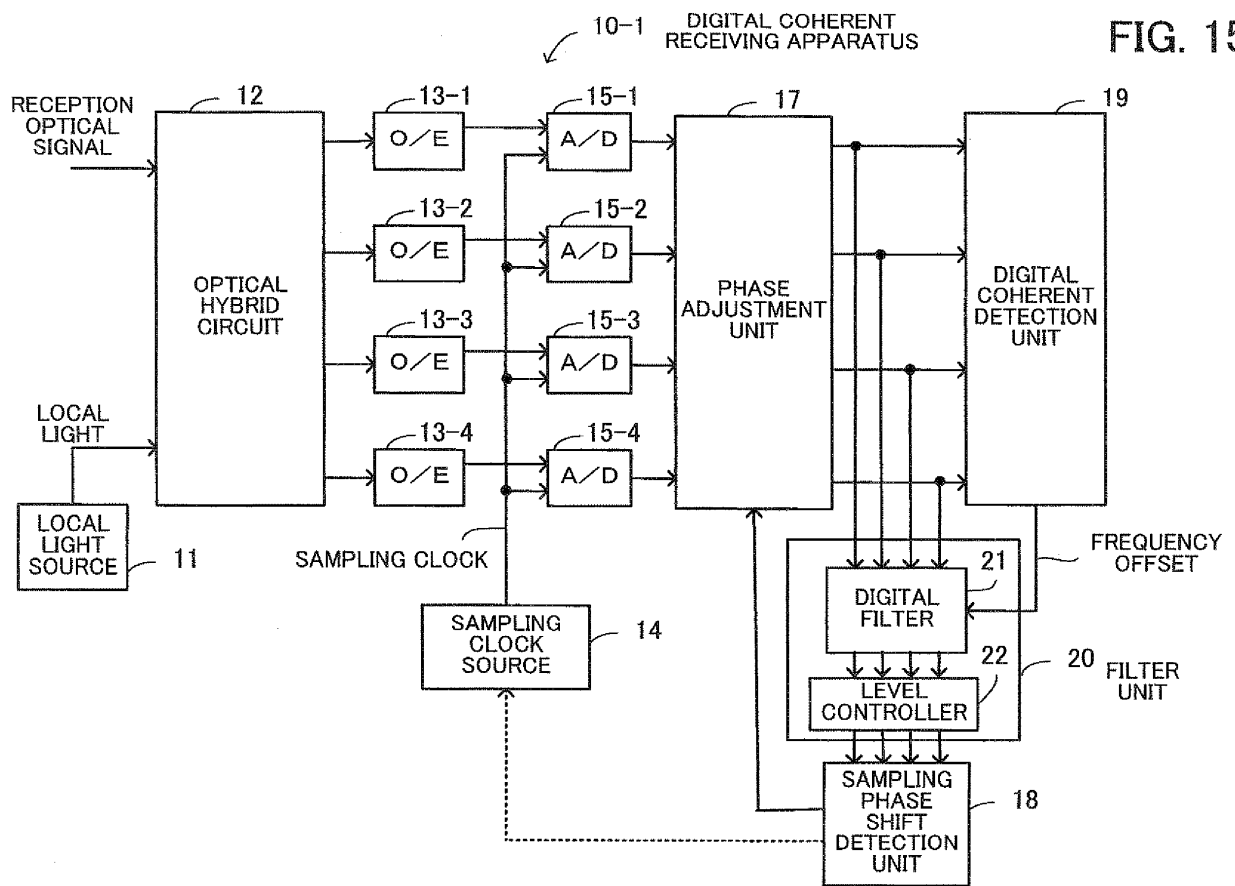 10-1
DIGITAL COHERENT
RECEIVING APPARATUS
FIG. 15
RECEPTION
OPTICAL
SIGNAL
12
13-1
15-1
17
19
O/E
A/D
13-2
15-2
O/E
A/D
OPTICAL
HYBRID
CIRCUIT
PHASE
ADJUSTMENT
UNIT
DIGITAL
COHERENT
DETECTION
UNIT
13-3
15-3
O/E
A/D
LOCAL
LIGHT
13-4
15-4
O/E
A/D
LOCAL
LIGHT
SOURCE
11
SAMPLING CLOCK
FREQUENCY
OFFSET
21
DIGITAL
FILTER
SAMPLING
CLOCK
SOURCE
14
22
LEVEL
CONTROLLER
20
FILTER
UNIT
SAMPLING
PHASE
SHIFT
DETECTION
UNIT
18